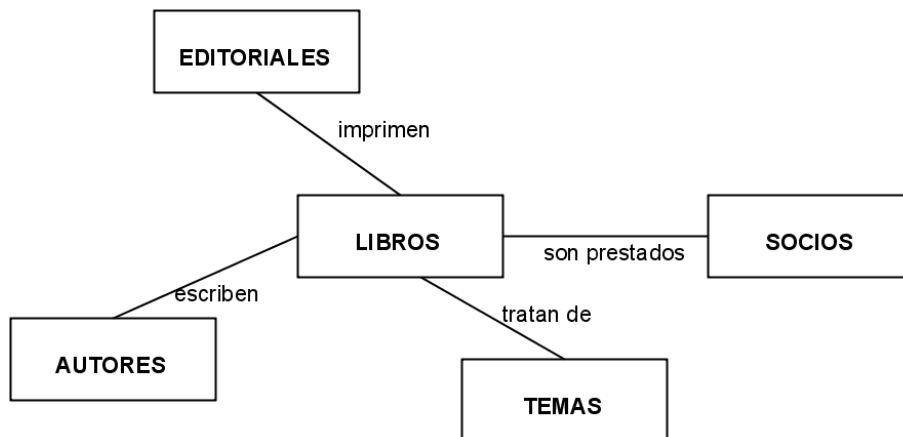 EDITORIALES
imprimen
LIBROS
son prestados
SOCIOS
escriben
tratan de
AUTORES
TEMAS